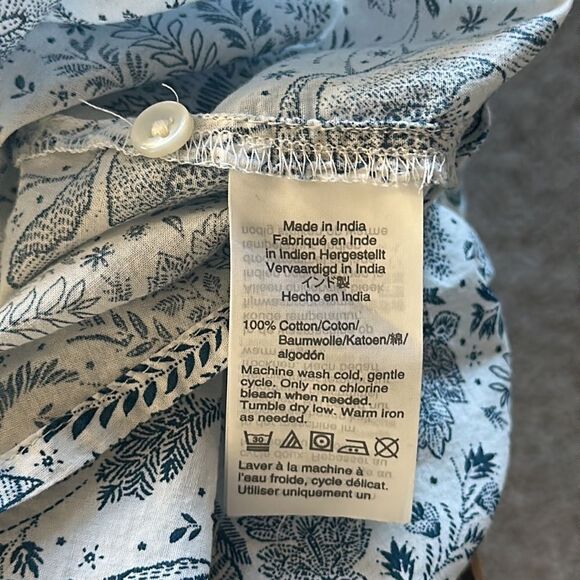 Made in India
Fabriqué en Inde
in Indien Hergestellt
Vervaardigd in India
インド製
Hecho en India
100% Cotton/Coton/
Baumwolle/Katoen/綿/
algodón
Machine wash cold, gentle
cycle. Only non chlorine
bleach when needed.
Tumble dry low. Warm iron
as needed.
30
Laver à la machine à
l'eau froide, cycle délicat.
Utiliser uniquement un